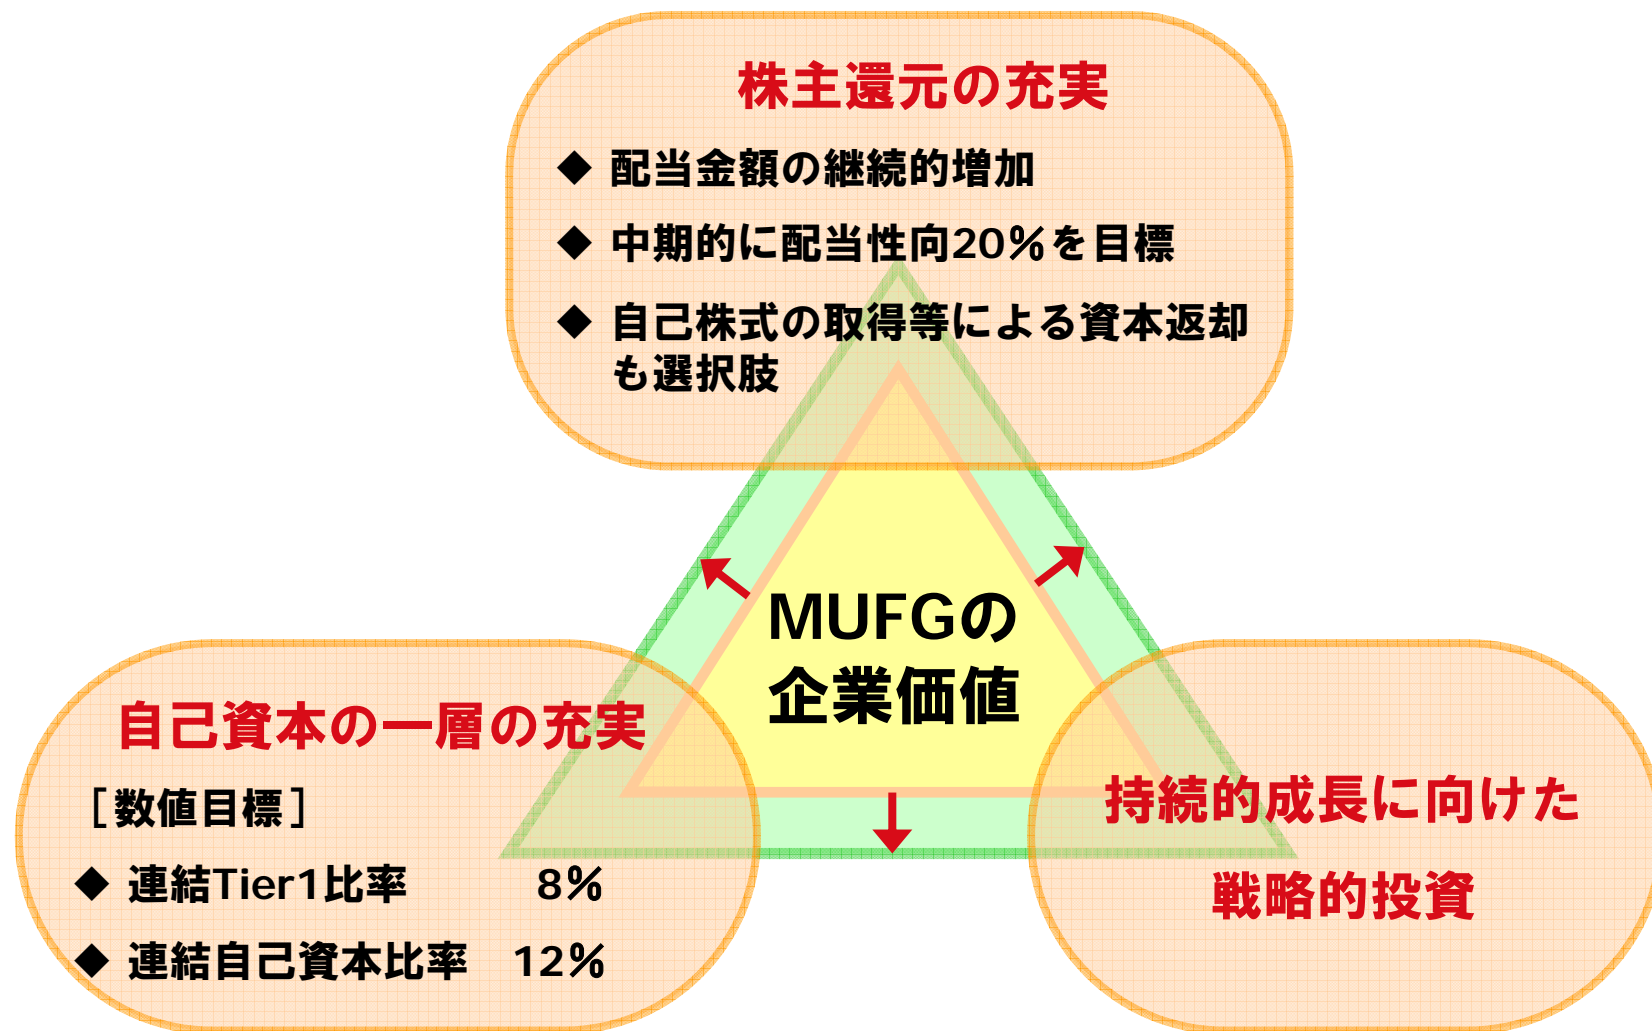 株主還元の充実
◆ 配当金額の継続的増加
◆ 中期的に配当性向20%を目標
◆ 自己株式の取得等による資本返却
も選択肢
MUFGの
企業価値
自己資本の一層の充実
［数値目標］
◆ 連結Tier1比率 8%
◆ 連結自己資本比率 12%
持続的成長に向けた
戦略的投資